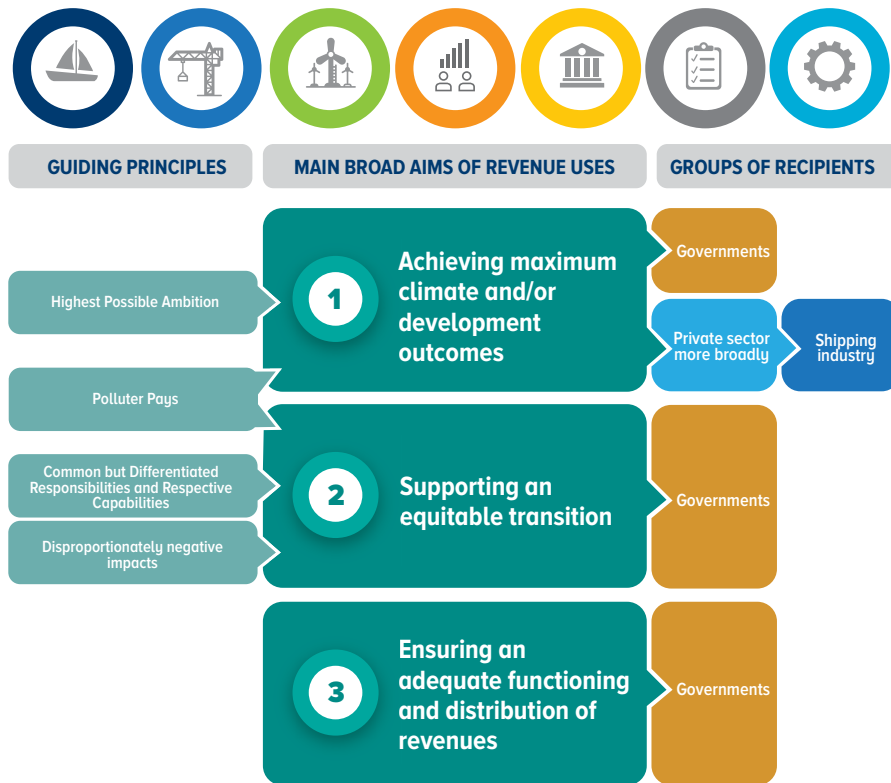 GUIDING PRINCIPLES
MAIN BROAD AIMS OF REVENUE USES
GROUPS OF RECIPIENTS
Highest Possible Ambition
Polluter Pays
Common but Differentiated
Responsibilities and Respective
Capabilities
Disproportionately negative
impacts
1
Achieving maximum
climate and/or
development
outcomes
2
Supporting an
equitable transition
3
Ensuring an
adequate functioning
and distribution of
revenues
Governments
Private sector
more broadly
Shipping
industry
Governments
Governments